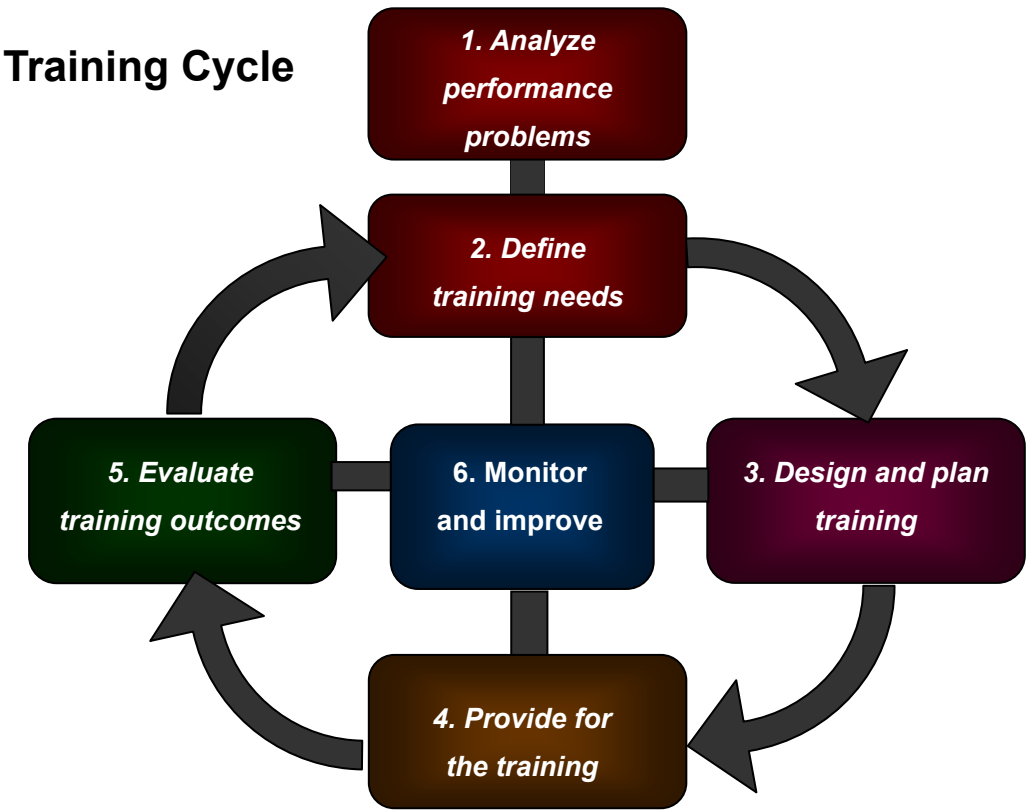 Training Cycle
1. Analyze
performance
problems
2. Define
training needs
3. Design and plan
training
4. Provide for
the training
5. Evaluate
training outcomes
6. Monitor
and improve